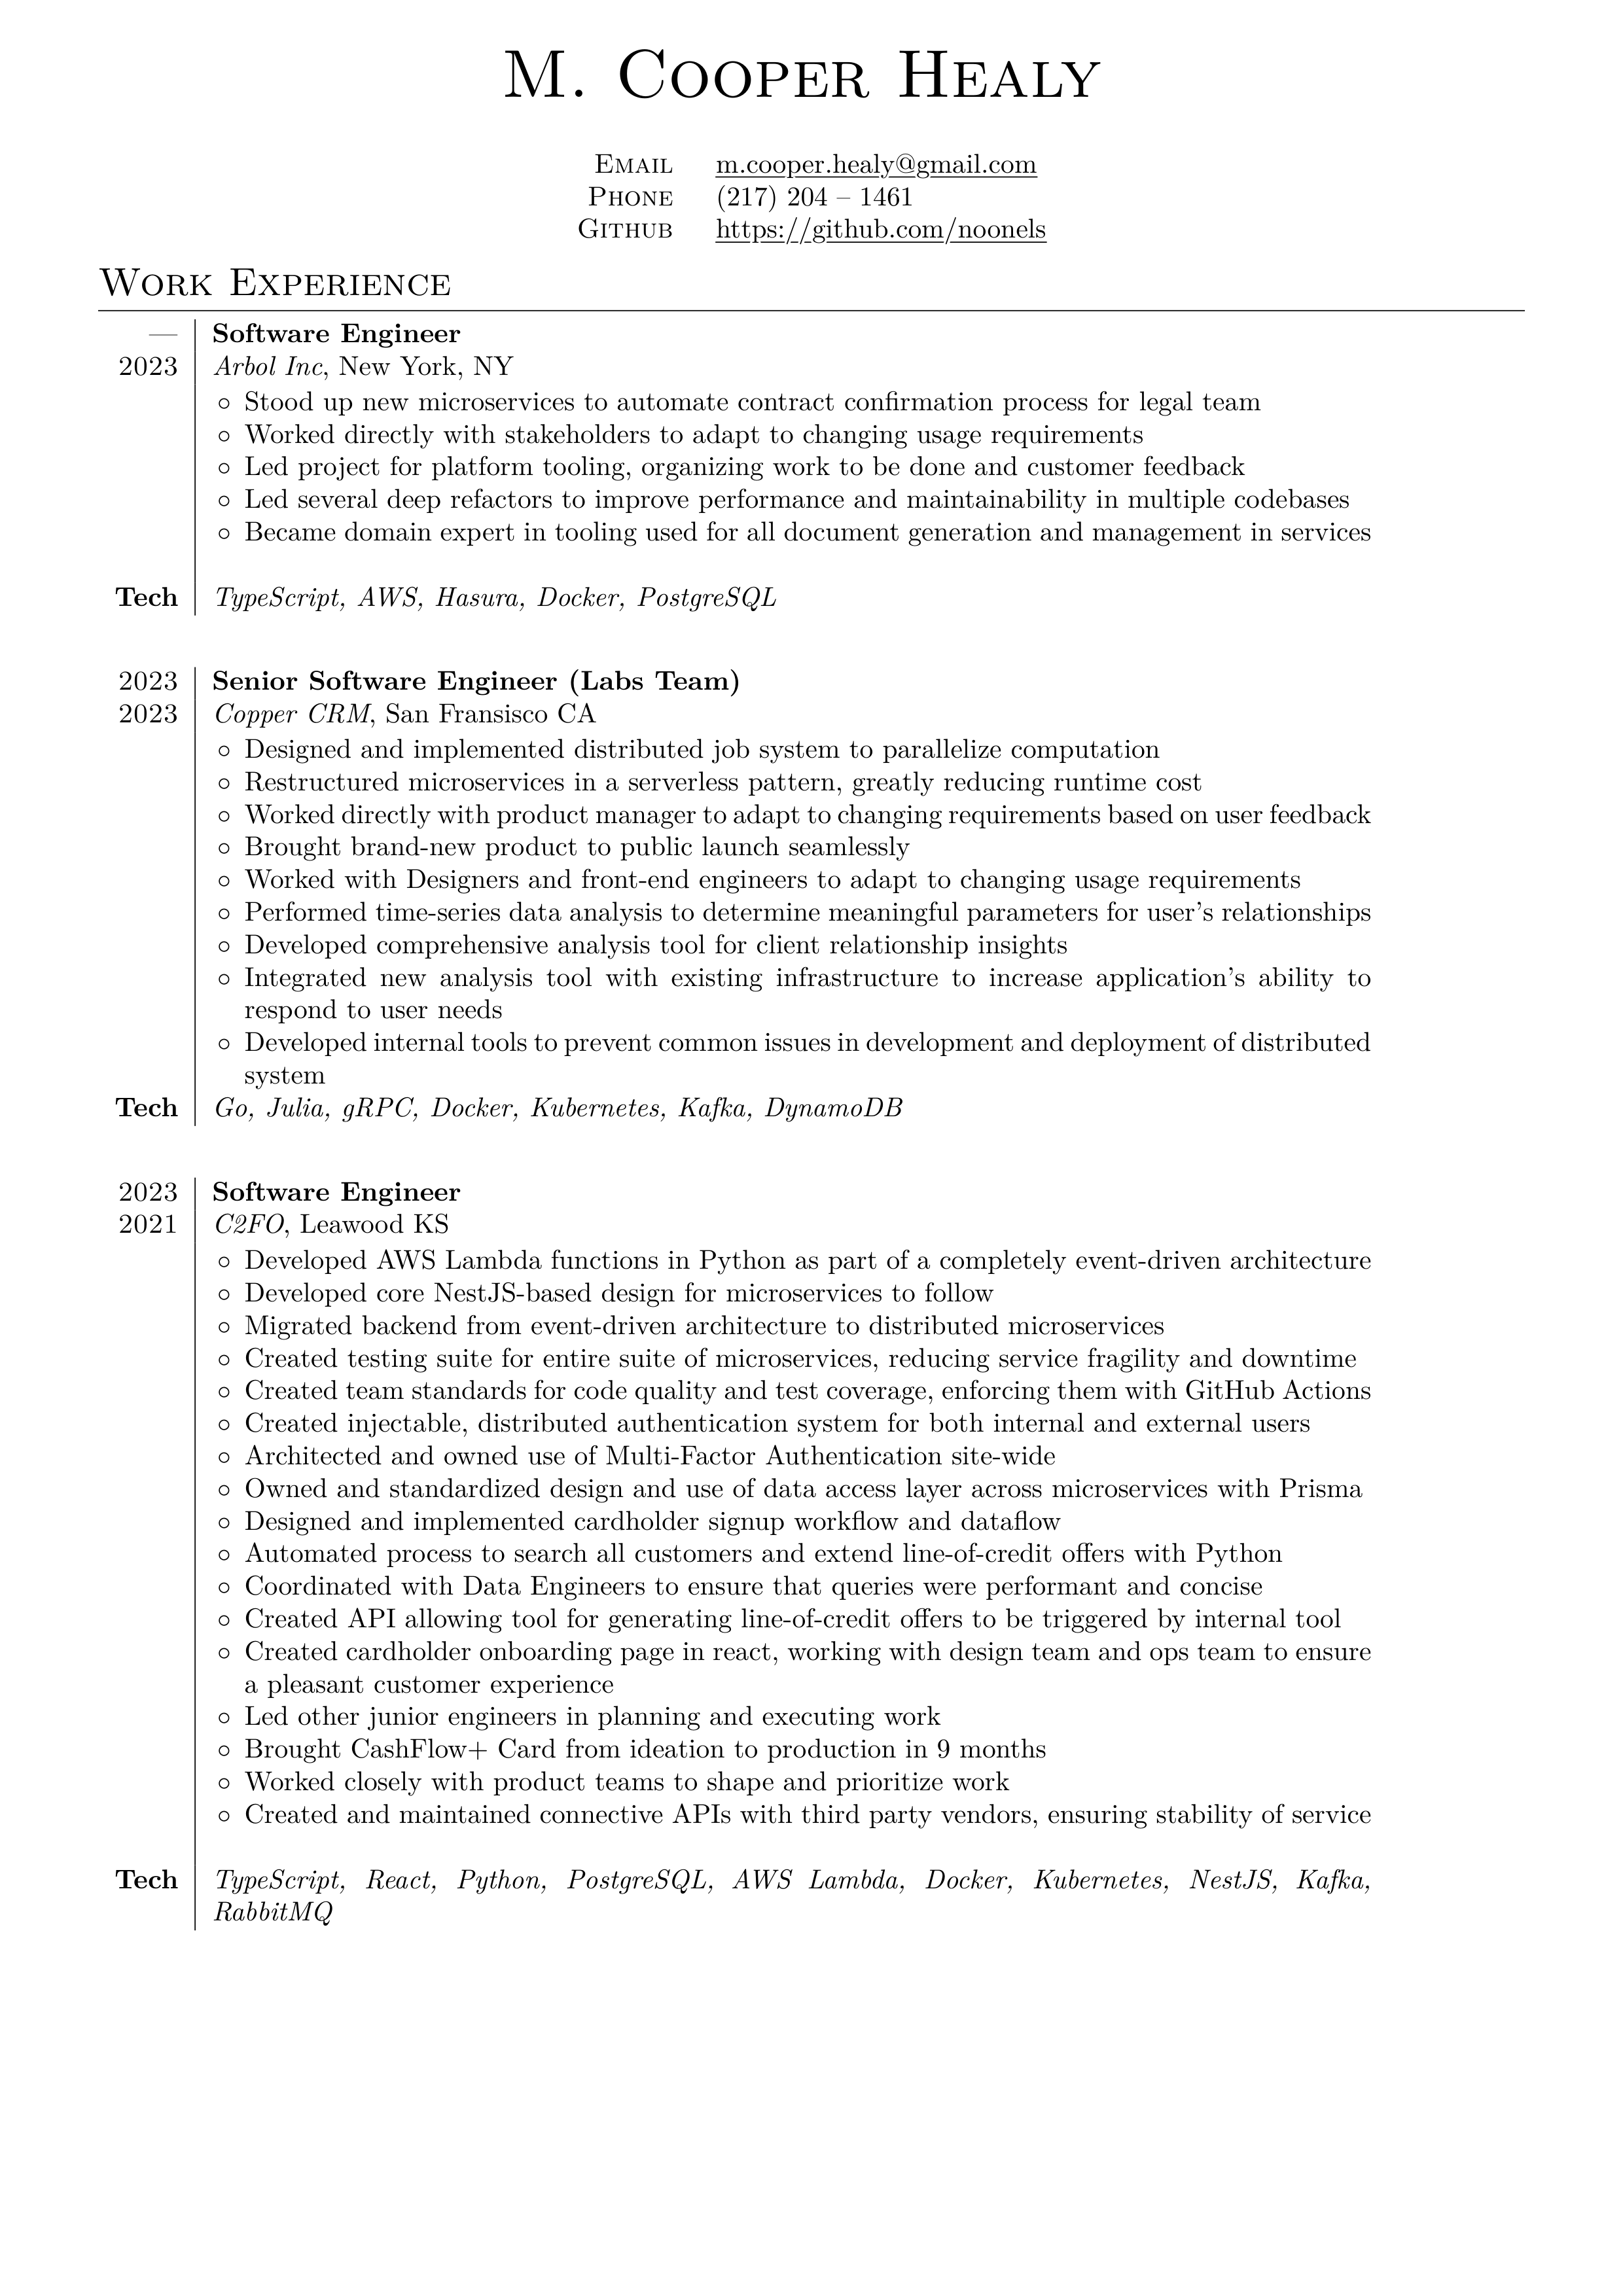 M. Cooper Healy
Email m.cooper.healy@gmail.com
Phone (217) 204 – 1461
Github https://github.com/noonels
Work Experience
— Software Engineer
2023 Arbol Inc, New York, NY
◦ Stood up new microservices to automate contract confirmation process for legal team
◦ Worked directly with stakeholders to adapt to changing usage requirements
◦ Led project for platform tooling, organizing work to be done and customer feedback
◦ Led several deep refactors to improve performance and maintainability in multiple codebases
◦ Became domain expert in tooling used for all document generation and management in services
Tech TypeScript, AWS, Hasura, Docker, PostgreSQL
2023 Senior Software Engineer (Labs Team)
2023 Copper CRM, San Fransisco CA
◦ Designed and implemented distributed job system to parallelize computation
◦ Restructured microservices in a serverless pattern, greatly reducing runtime cost
◦ Worked directly with product manager to adapt to changing requirements based on user feedback
◦ Brought brand-new product to public launch seamlessly
◦ Worked with Designers and front-end engineers to adapt to changing usage requirements
◦ Performed time-series data analysis to determine meaningful parameters for user's relationships
◦ Developed comprehensive analysis tool for client relationship insights
◦ Integrated new analysis tool with existing infrastructure to increase application's ability to
respond to user needs
◦ Developed internal tools to prevent common issues in development and deployment of distributed
system
Tech Go, Julia, gRPC, Docker, Kubernetes, Kafka, DynamoDB
2023 Software Engineer
2021 C2FO, Leawood KS
◦ Developed AWS Lambda functions in Python as part of a completely event-driven architecture
◦ Developed core NestJS-based design for microservices to follow
◦ Migrated backend from event-driven architecture to distributed microservices
◦ Created testing suite for entire suite of microservices, reducing service fragility and downtime
◦ Created team standards for code quality and test coverage, enforcing them with GitHub Actions
◦ Created injectable, distributed authentication system for both internal and external users
◦ Architected and owned use of Multi-Factor Authentication site-wide
◦ Owned and standardized design and use of data access layer across microservices with Prisma
◦ Designed and implemented cardholder signup workflow and dataflow
◦ Automated process to search all customers and extend line-of-credit offers with Python
◦ Coordinated with Data Engineers to ensure that queries were performant and concise
◦ Created API allowing tool for generating line-of-credit offers to be triggered by internal tool
◦ Created cardholder onboarding page in react, working with design team and ops team to ensure
a pleasant customer experience
◦ Led other junior engineers in planning and executing work
◦ Brought CashFlow+ Card from ideation to production in 9 months
◦ Worked closely with product teams to shape and prioritize work
◦ Created and maintained connective APIs with third party vendors, ensuring stability of service
Tech TypeScript, React, Python, PostgreSQL, AWS Lambda, Docker, Kubernetes, NestJS, Kafka,
RabbitMQ